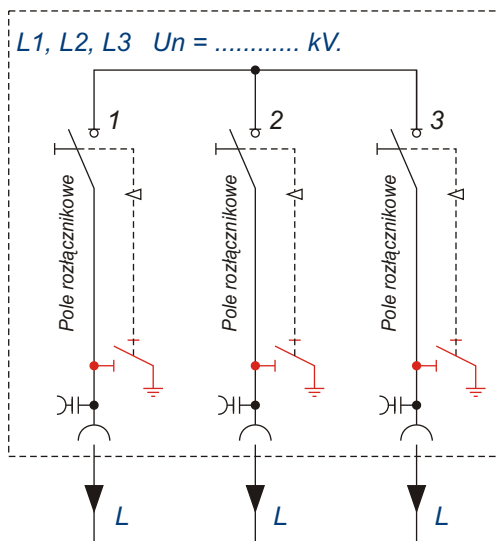 L1, L2, L3 Un = ............ kV.
1
2
3
Pole rozłącznikowe
Pole rozłącznikowe
Pole rozłącznikowe
L
L
L